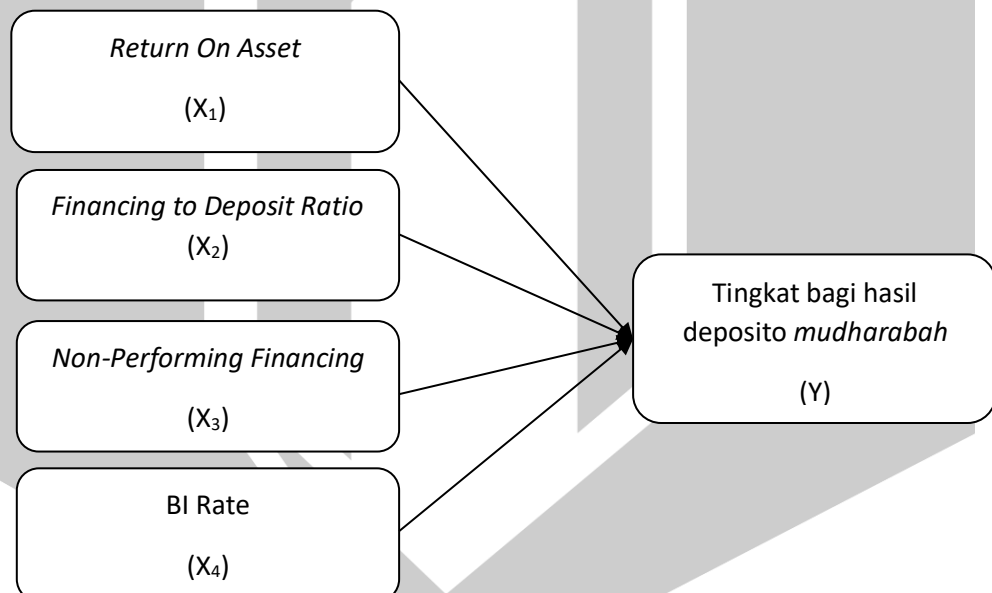 Return On Asset
(X₁)
Financing to Deposit Ratio
(X₂)
Non-Performing Financing
(X₃)
BI Rate
(X₄)
Tingkat bagi hasil
deposito mudharabah
(Y)